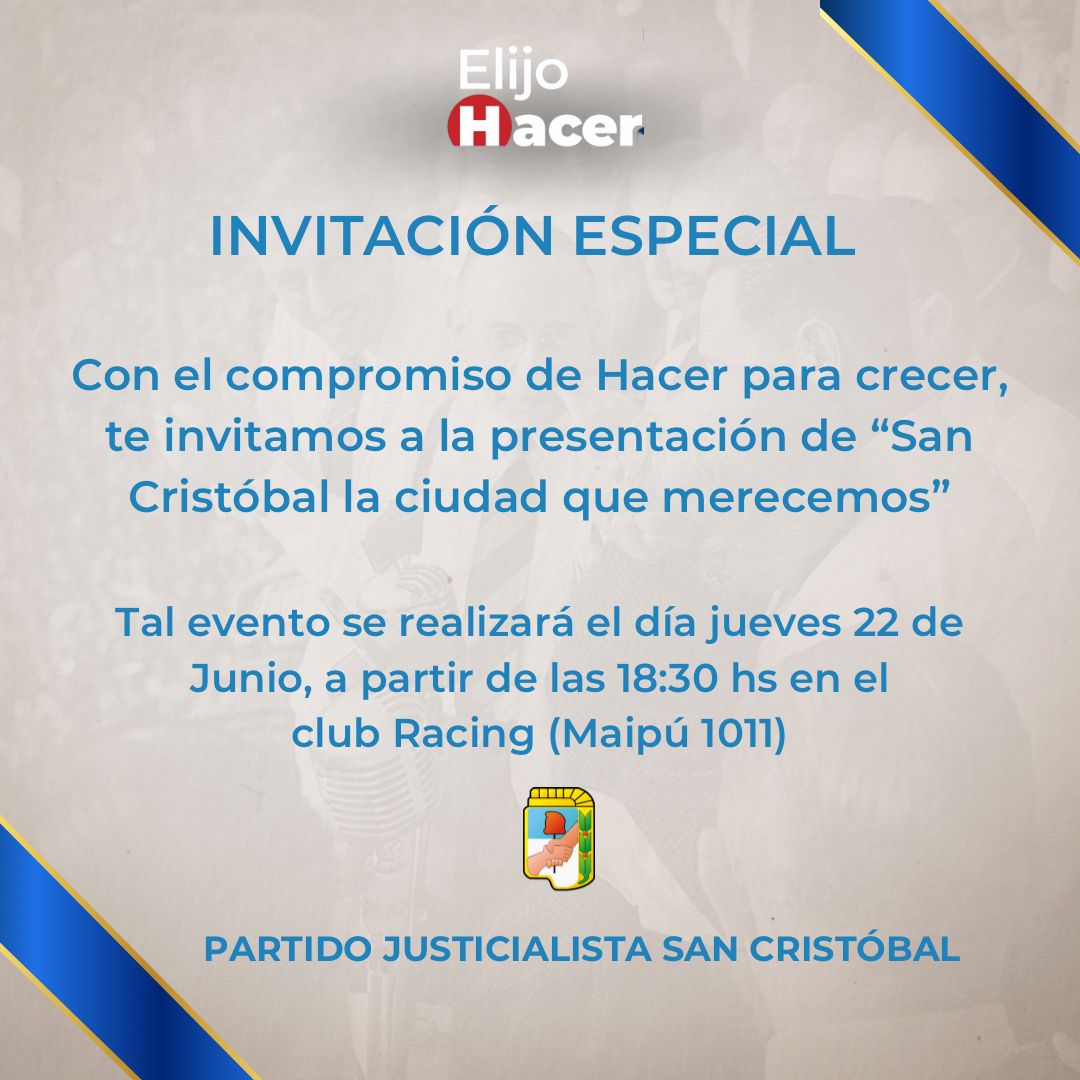 Elijo
Hacer
INVITACIÓN ESPECIAL
Con el compromiso de Hacer para crecer,
te invitamos a la presentación de “San
Cristóbal la ciudad que merecemos”
Tal evento se realizará el día jueves 22 de
Junio, a partir de las 18:30 hs en el
club Racing (Maipú 1011)
PARTIDO JUSTICIALISTA SAN CRISTÓBAL